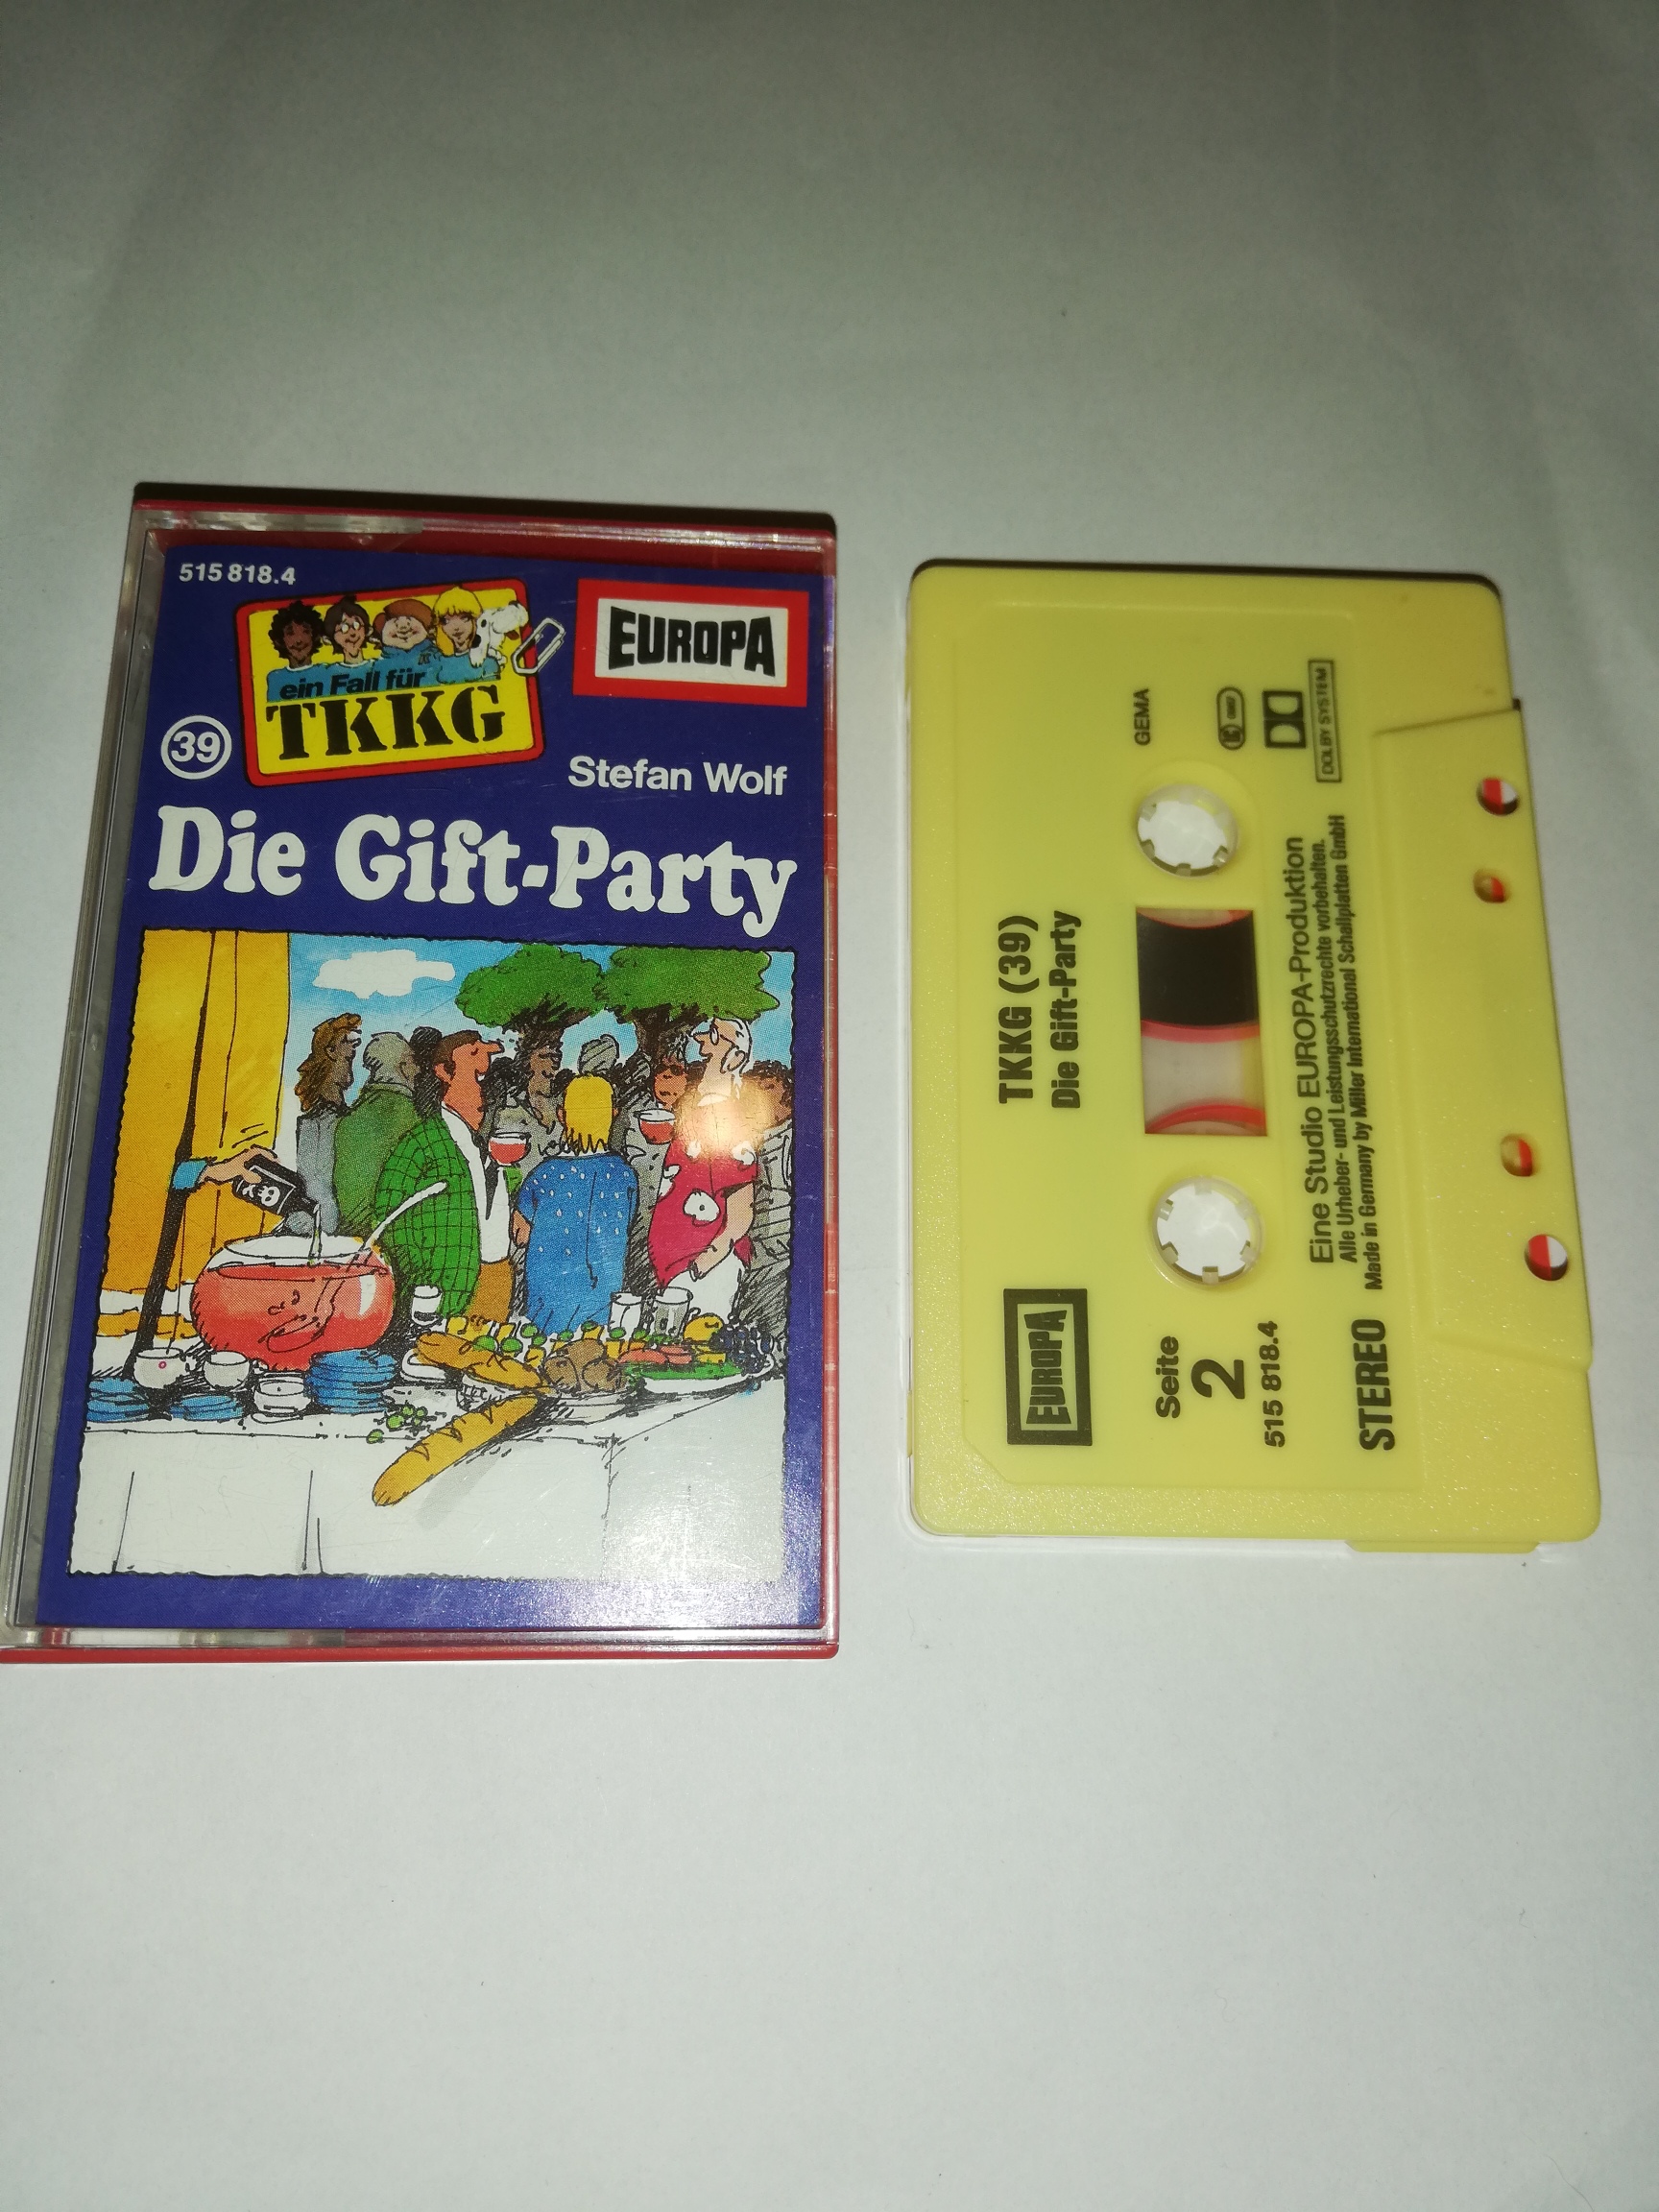 515 818.4
ein Fall für
TKKG
EUROPA
39
Stefan Wolf
Die Gift-Party
EUROPA
TKKG (39)
Die Gift-Party
GEMA
Seite
2
515 818.4
DOLBY SYSTEM
STEREO
Eine Studio EUROPA-Produktion
Alle Urheber- und Leistungsschutzrechte vorbehalten.
Made in Germany by Miller International Schallplatten GmbH